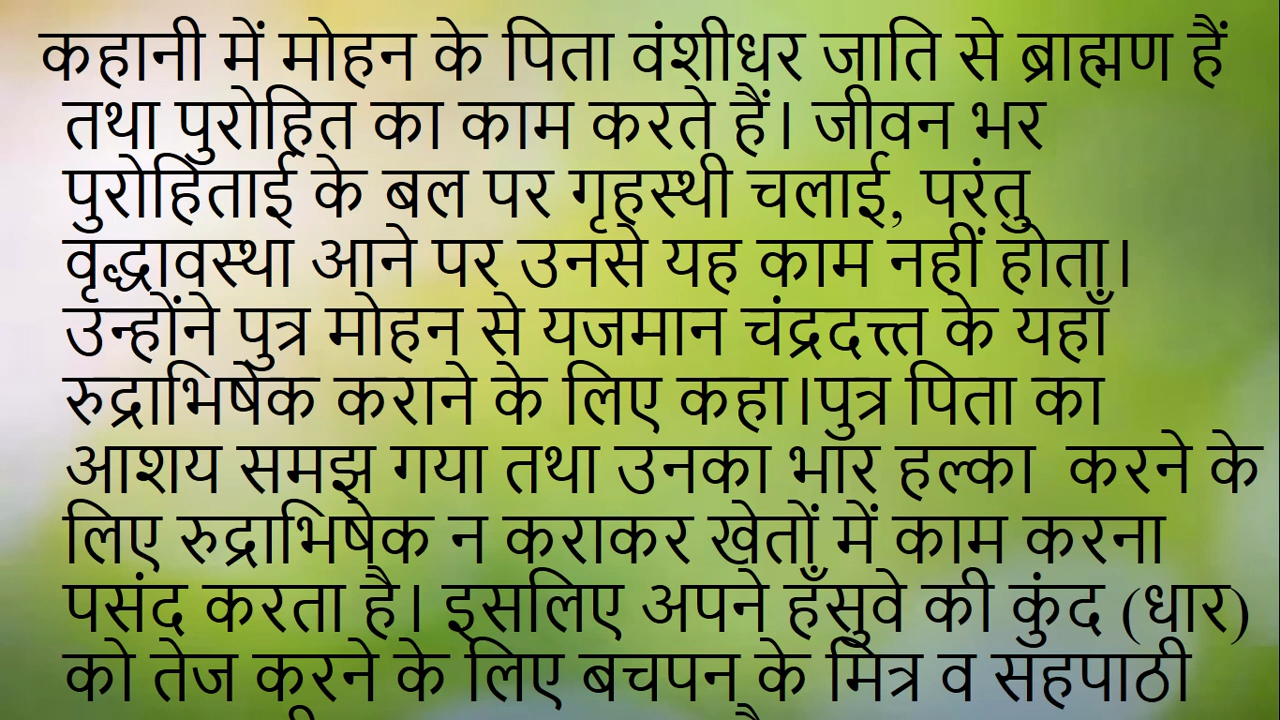 कहानी में मोहन के पिता वंशीधर जाति से ब्राह्मण हैं
तथा पुरोहित का काम करते हैं। जीवन भर
पुरोहिताई के बल पर गृहस्थी चलाई, परंतु
वृद्धावस्था आने पर उनसे यह काम नहीं होता।
उन्होंने पुत्र मोहन से यजमान चंद्रदत्त के यहाँ
रुद्राभिषेक कराने के लिए कहा।पुत्र पिता का
आशय समझ गया तथा उनका भार हल्का करने के
लिए रुद्राभिषेक न कराकर खेतों में काम करना
पसंद करता है। इसलिए अपने हँसुवे की कुंद (धार)
को तेज करने के लिए बचपन के मित्र व सहपाठी